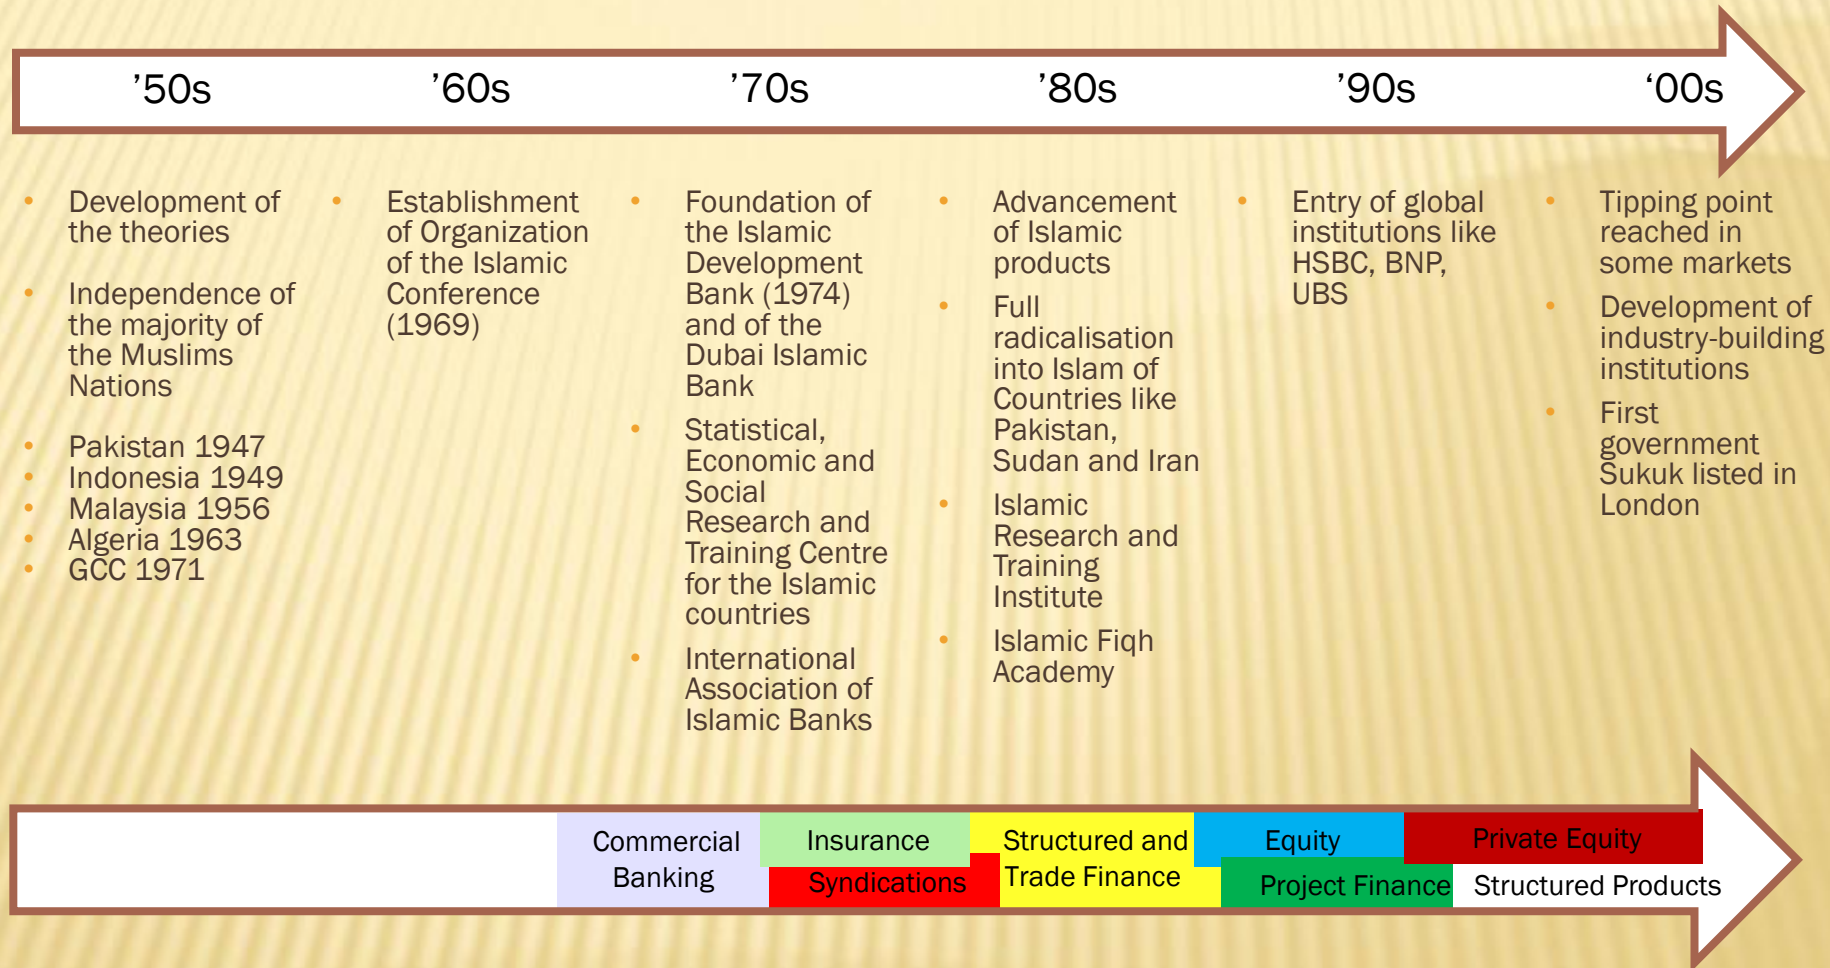 ’50s
’60s
’70s
’80s
’90s
‘00s
• Development of
the theories
• Independence of
the majority of
the Muslims
Nations
• Pakistan 1947
• Indonesia 1949
• Malaysia 1956
• Algeria 1963
• GCC 1971
• Establishment
of Organization
of the Islamic
Conference
(1969)
• Foundation of
the Islamic
Development
Bank (1974)
and of the
Dubai Islamic
Bank
• Statistical,
Economic and
Social
Research and
Training Centre
for the Islamic
countries
• International
Association of
Islamic Banks
• Advancement
of Islamic
products
• Full
radicalisation
into Islam of
Countries like
Pakistan,
Sudan and Iran
• Islamic
Research and
Training
Institute
• Islamic Fiqh
Academy
• Entry of global
institutions like
HSBC, BNP,
UBS
• Tipping point
reached in
some markets
• Development of
industry-building
institutions
• First
government
Sukuk listed in
London
Commercial
Banking
Insurance
Syndications
Structured and
Trade Finance
Equity
Project Finance
Private Equity
Structured Products